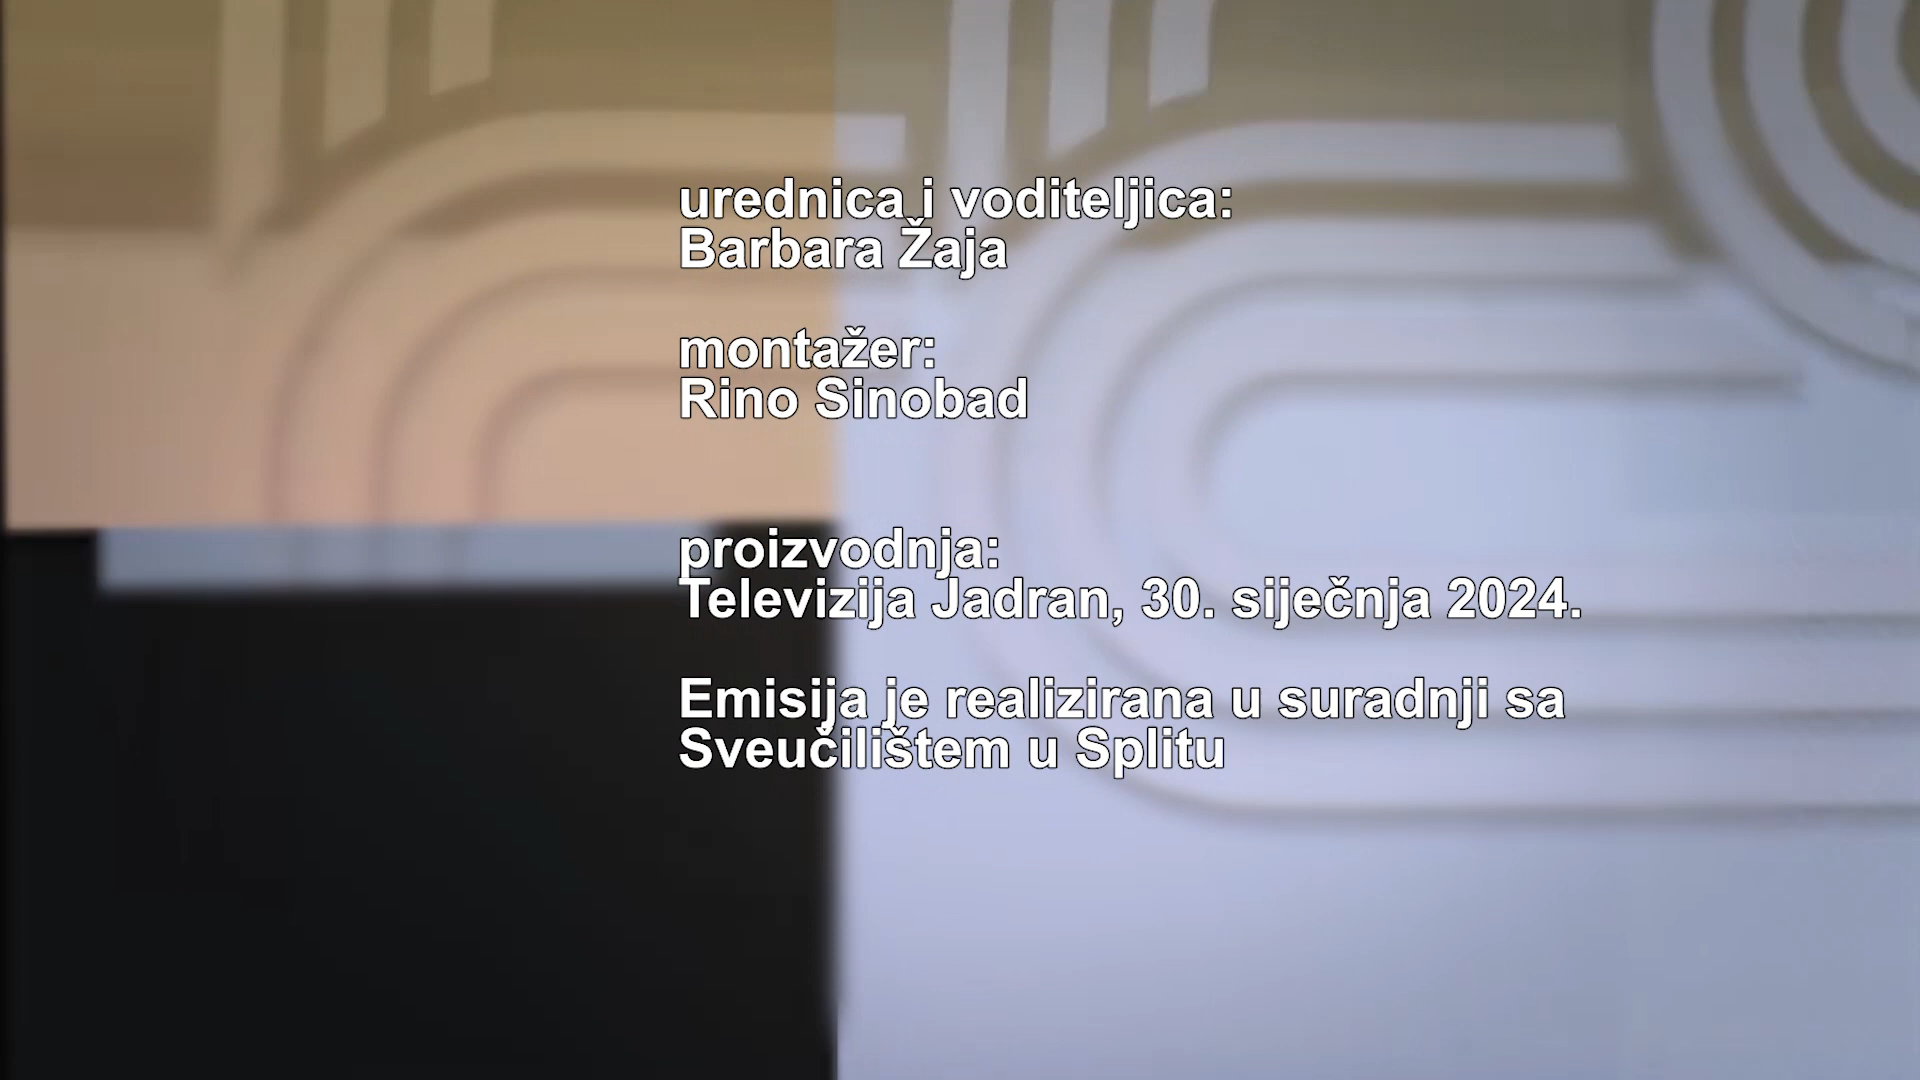 urednica i voditeljica:
Barbara Žaja
montažer:
Rino Sinobad
proizvodnja:
Televizija Jadran, 30. siječnja 2024.
Emisija je realizirana u suradnji sa
Sveučilištem u Splitu